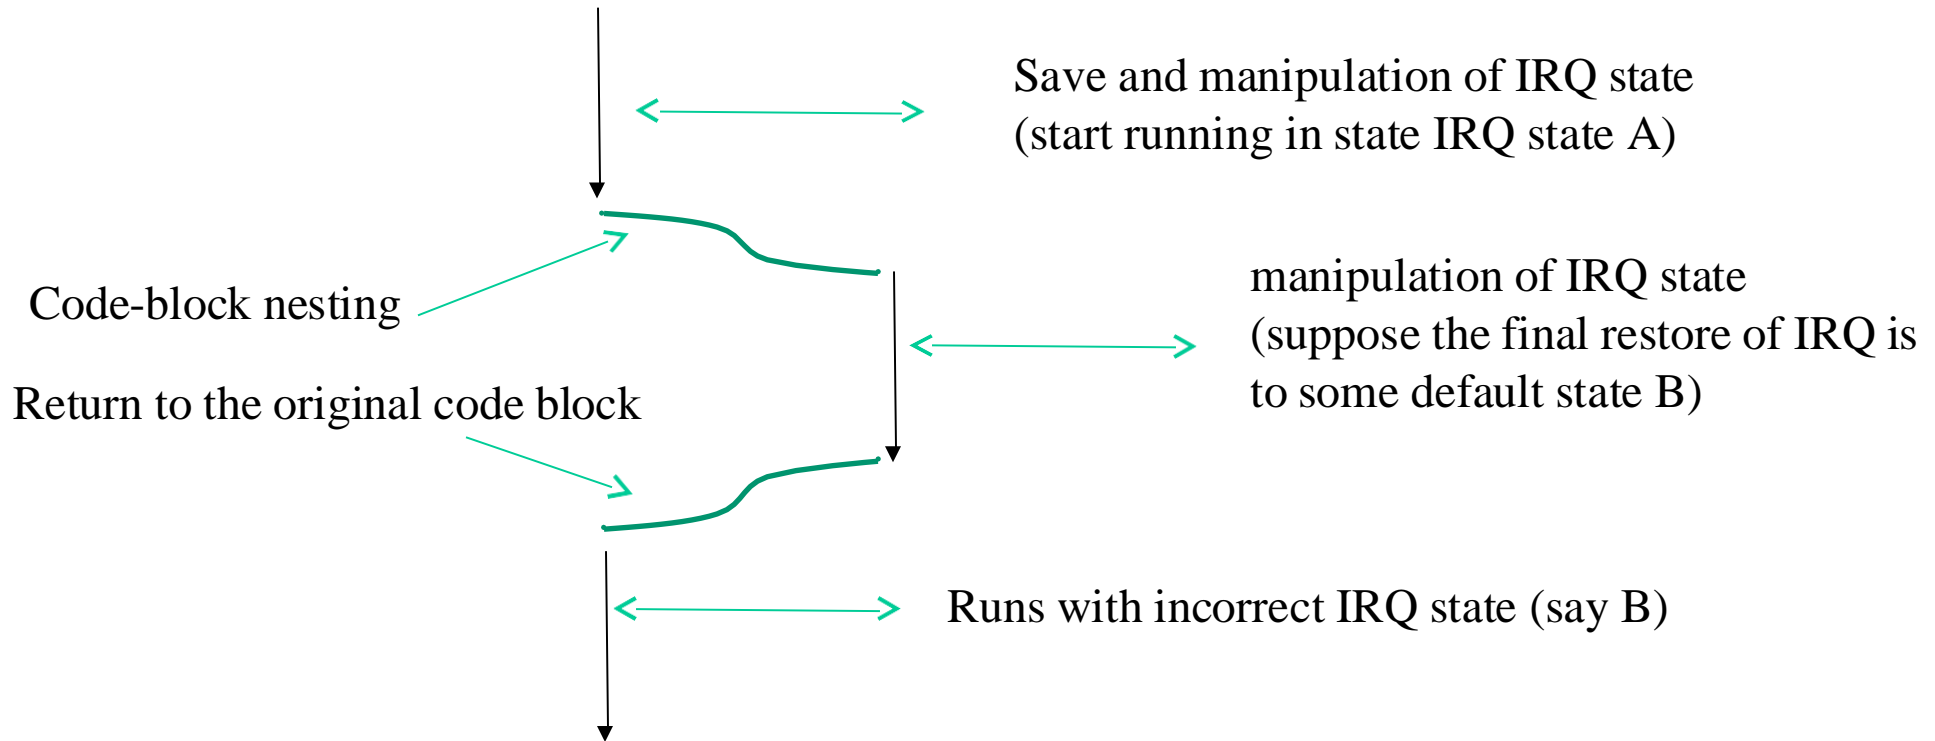 Save and manipulation of IRQ state
(start running in state IRQ state A)
Code-block nesting
manipulation of IRQ state
(suppose the final restore of IRQ is
to some default state B)
Return to the original code block
Runs with incorrect IRQ state (say B)